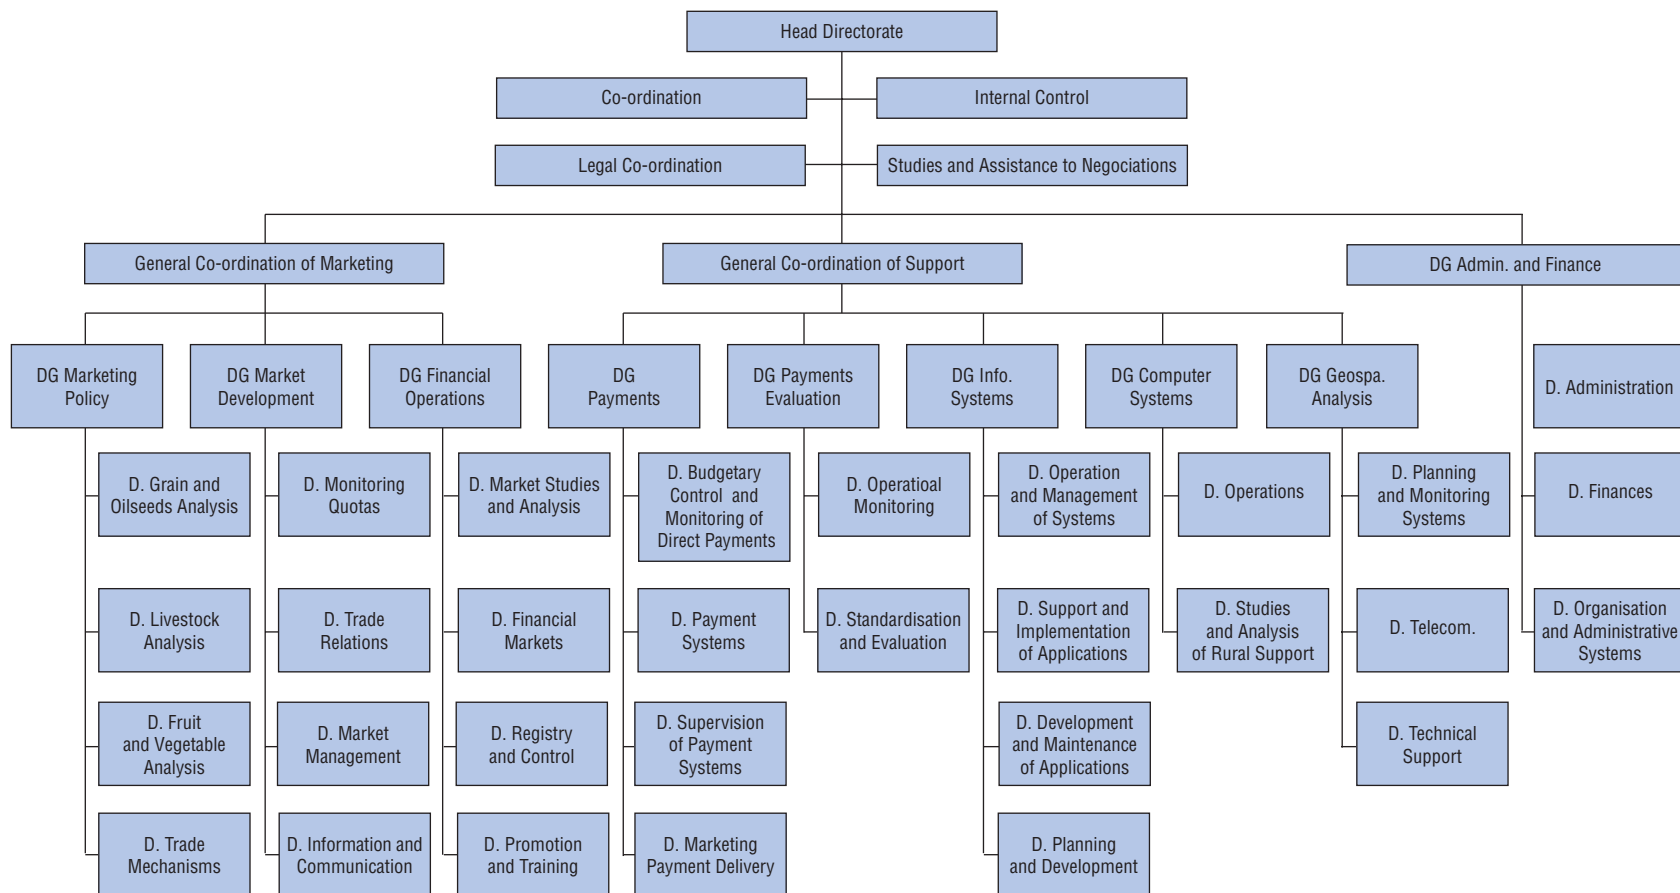 Head Directorate
Co-ordination
Internal Control
Legal Co-ordination
Studies and Assistance to Negociations
General Co-ordination of Marketing
General Co-ordination of Support
DG Admin. and Finance
DG Marketing
Policy
DG Market
Development
DG Financial
Operations
DG
Payments
DG Payments
Evaluation
DG Info.
Systems
DG Computer
Systems
DG Geospa.
Analysis
D. Administration
D. Grain and
Oilseeds Analysis
D. Monitoring
Quotas
D. Market Studies
and Analysis
D. Budgetary
Control and
Monitoring of
Direct Payments
D. Operatioal
Monitoring
D. Operation
and Management
of Systems
D. Operations
D. Planning
and Monitoring
Systems
D. Finances
D. Livestock
Analysis
D. Trade
Relations
D. Financial
Markets
D. Payment
Systems
D. Standardisation
and Evaluation
D. Support and
Implementation
of Applications
D. Studies
and Analysis
of Rural Support
D. Telecom.
D. Organisation
and Administrative
Systems
D. Fruit
and Vegetable
Analysis
D. Market
Management
D. Registry
and Control
D. Supervision
of Payment
Systems
D. Development
and Maintenance
of Applications
D. Technical
Support
D. Trade
Mechanisms
D. Information and
Communication
D. Promotion
and Training
D. Marketing
Payment Delivery
D. Planning
and Development